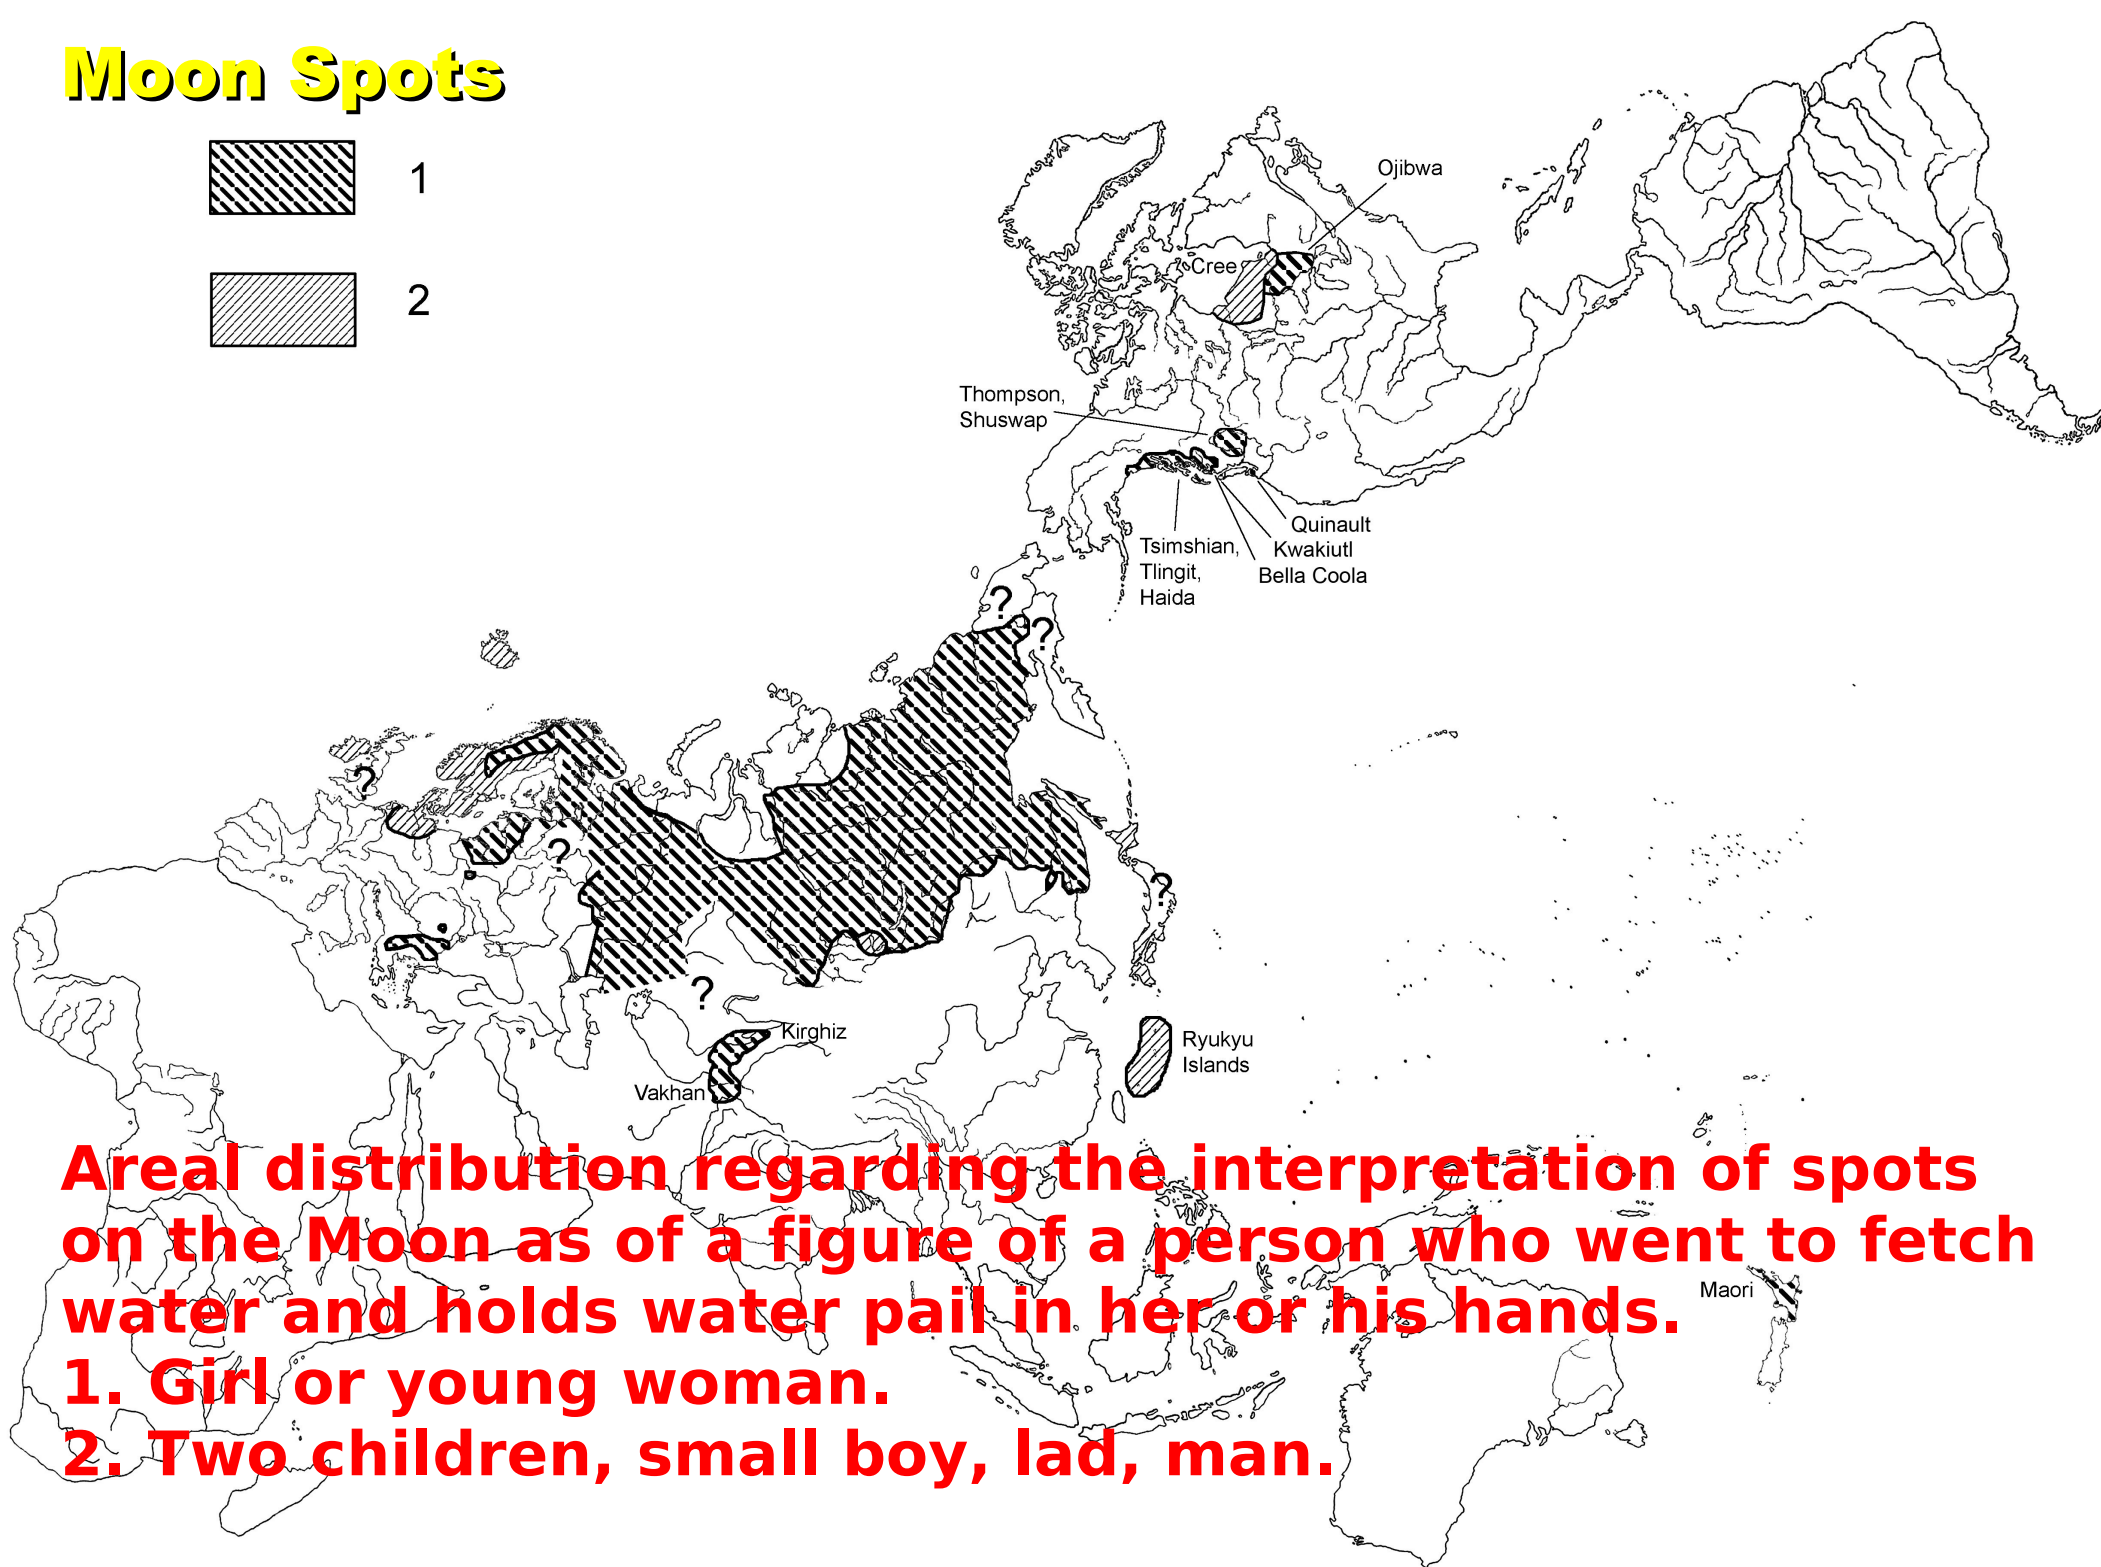 Moon Spots
1
2
Ojibwa
Cree
Thompson,
Shuswap
Quinault
Kwakiutl
Bella Coola
Tsimshian,
Tlingit,
Haida
?
?
?
?
?
?
Kirghiz
Vakhan
Ryukyu
Islands
Maori
Areal distribution regarding the interpretation of spots
on the Moon as of a figure of a person who went to fetch
water and holds water pail in her or his hands.
1. Girl or young woman.
2. Two children, small boy, lad, man.